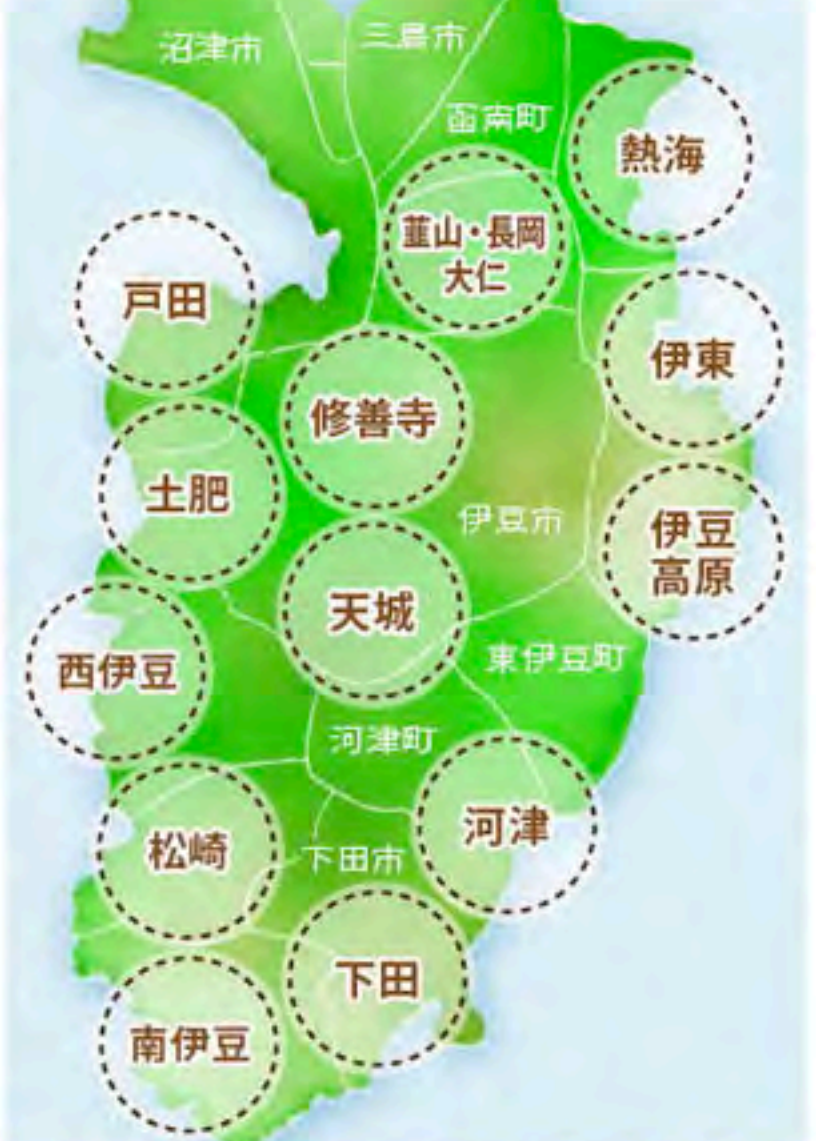 沼津市
三島市
函南町
熱海
韮山・長岡
大仁
戸田
伊東
修善寺
土肥
伊豆市
伊豆
高原
天城
西伊豆
東伊豆町
河津町
河津
松崎
下田市
下田
南伊豆